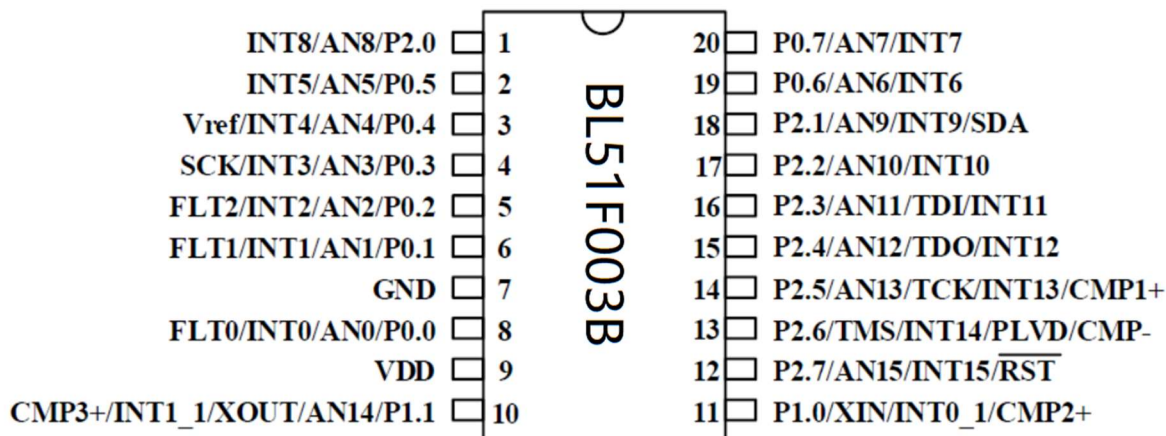 INT8/AN8/P2.0 1 20 P0.7/AN7/INT7
INT5/AN5/P0.5 2 19 P0.6/AN6/INT6
Vref/INT4/AN4/P0.4 3 18 P2.1/AN9/INT9/SDA
SCK/INT3/AN3/P0.3 4 17 P2.2/AN10/INT10
FLT2/INT2/AN2/P0.2 5 16 P2.3/AN11/TDI/INT11
FLT1/INT1/AN1/P0.1 6 15 P2.4/AN12/TDO/INT12
GND 7 14 P2.5/AN13/TCK/INT13/CMP1+
FLT0/INT0/AN0/P0.0 8 13 P2.6/TMS/INT14/PLVD/CMP-
VDD 9 12 P2.7/AN15/INT15/RST
CMP3+/INT1_1/XOUT/AN14/P1.1 10 11 P1.0/XIN/INT0_1/CMP2+
BL51F003B